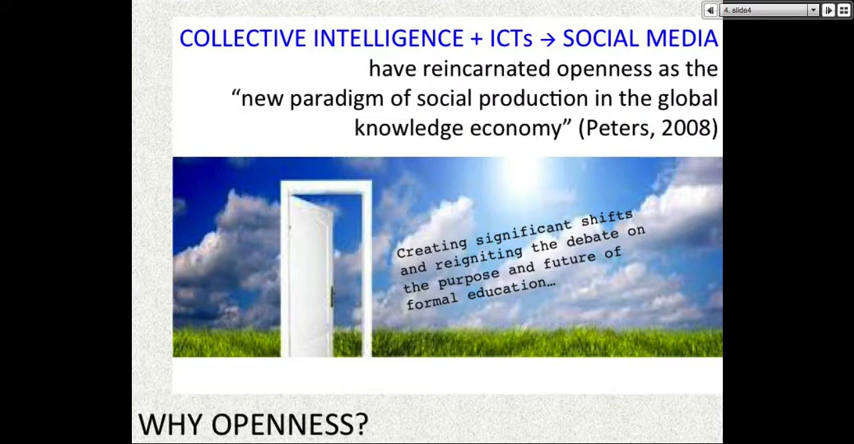 4. slide4
COLLECTIVE INTELLIGENCE + ICTs → SOCIAL MEDIA
have reincarnated openness as the
“new paradigm of social production in the global
knowledge economy” (Peters, 2008)
Creating significant shifts
and reigniting the debate on
the purpose and future of
formal education…
WHY OPENNESS?